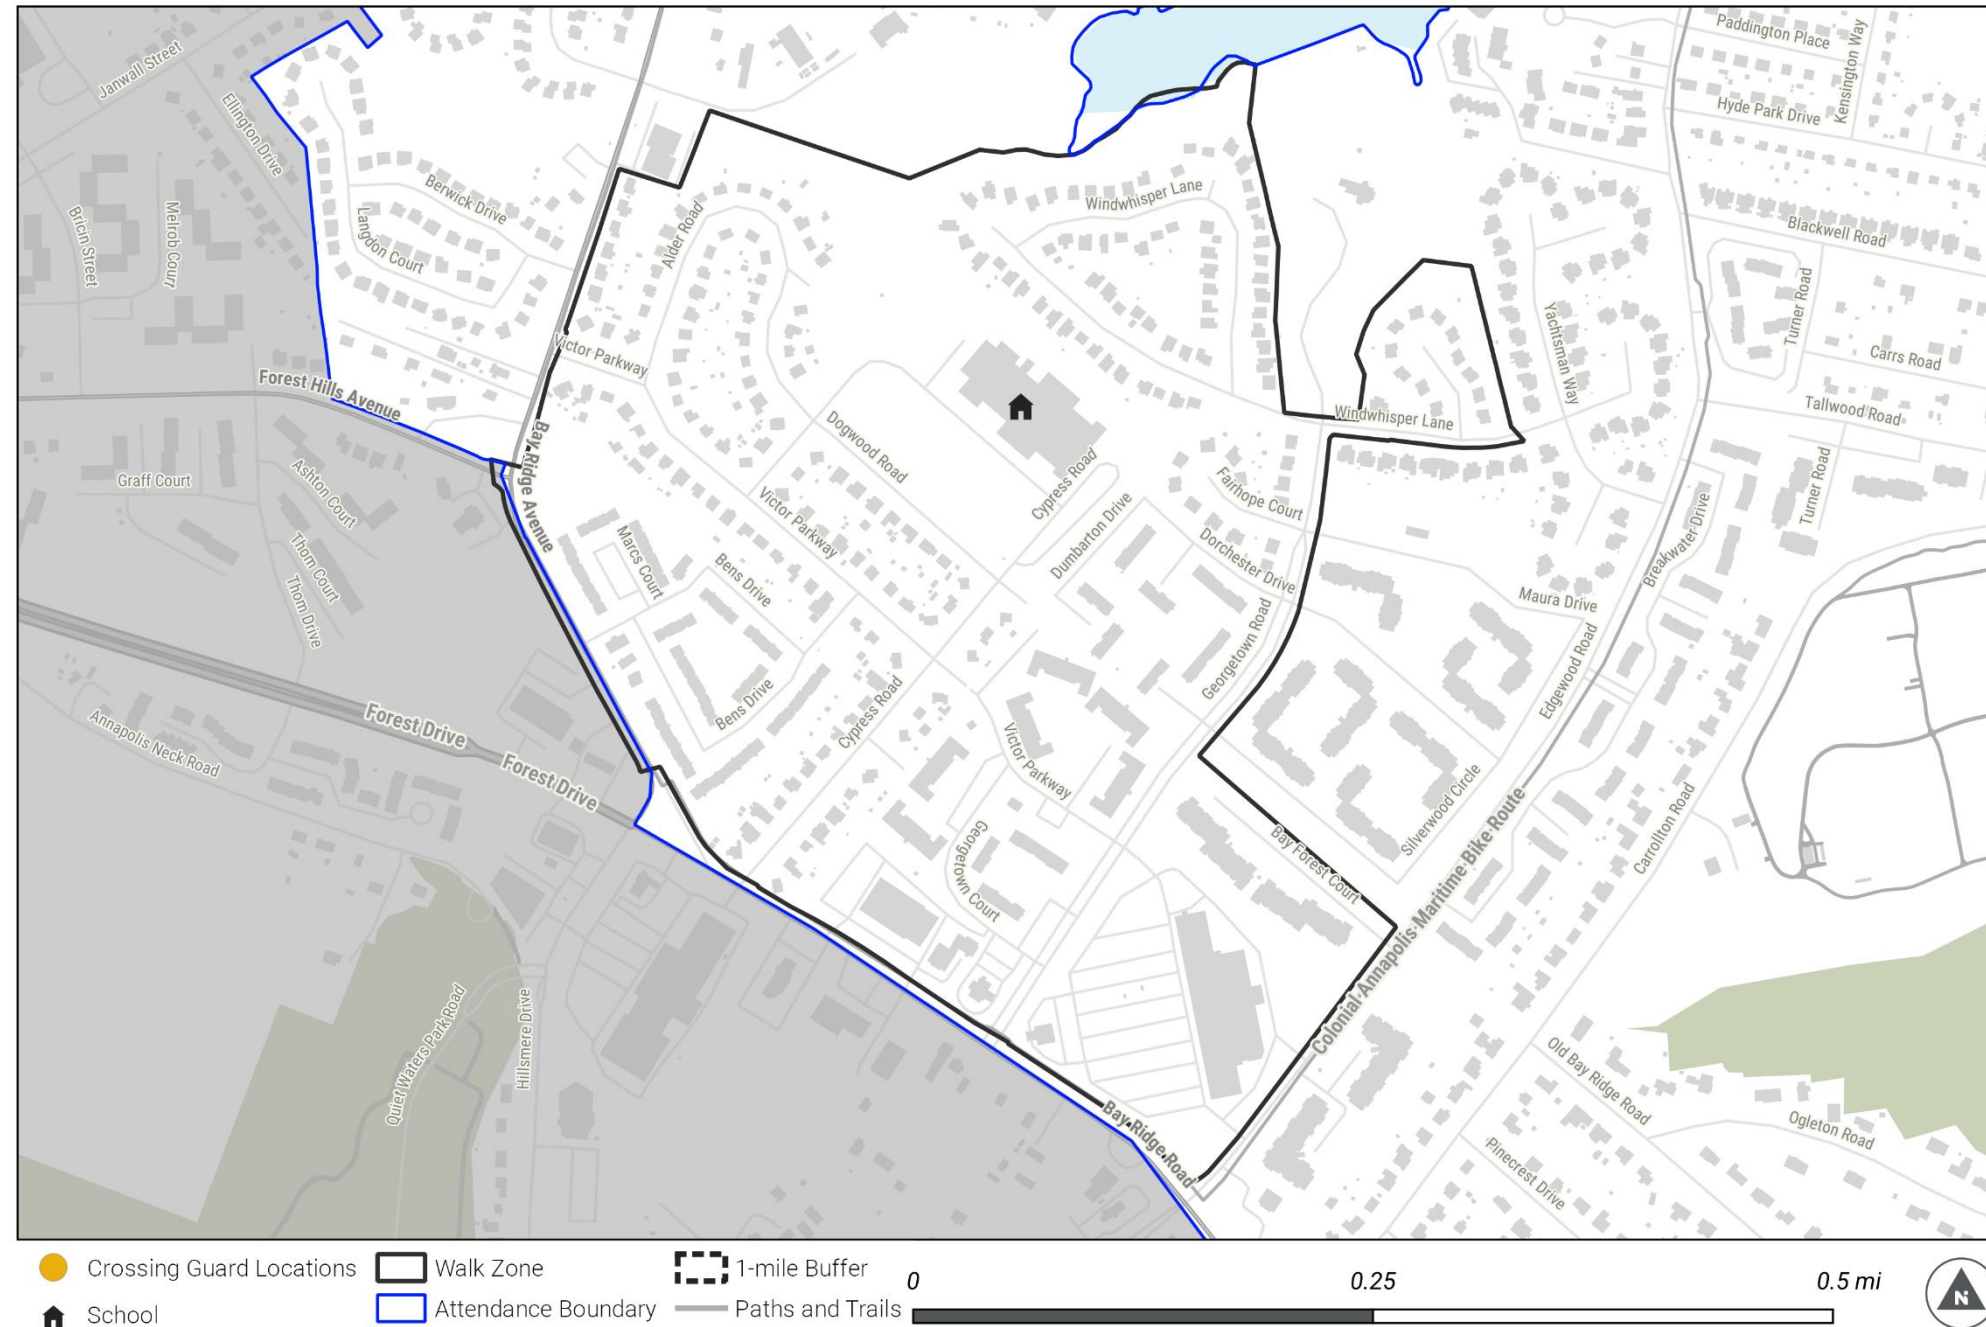 Paddington Place
Kensington Way
Janwall Street
Hyde Park Drive
Ellington Drive
Berwick Drive
Windwhisper Lane
Bricin Street
Melrob Court
Langdon Court
Alder Road
Blackwell Road
Turner Road
Yachtsman Way
Victor Parkway
Carrs Road
Forest Hills Avenue
Tallwood Road
Windwhisper Lane
Bay Ridge Avenue
Dogwood Road
Graff Court
Ashton Court
Cypress Road
Fairhope Court
Turner Road
Victor Parkway
Dumbarton Drive
Breakwater Drive
Marcs Court
Bens Drive
Dorchester Drive
Thom Court
Thom Drive
Maura Drive
Georgetown Road
Edgewood Road
Bens Drive
Cypress Road
Forest Drive
Annapolis Neck Road
Victor Parkway
Forest Drive
Silverwood Circle
Bay Forest Court
Carrollton Road
Georgetown Court
Colonial Annapolis Maritime Bike Route
Quiet Waters Park Road
Hillsmere Drive
Old Bay Ridge Road
Ogleton Road
Bay Ridge Road
Pinecrest Drive
Crossing Guard Locations
Walk Zone
1-mile Buffer
0
0.25
0.5 mi
School
Attendance Boundary
Paths and Trails
N